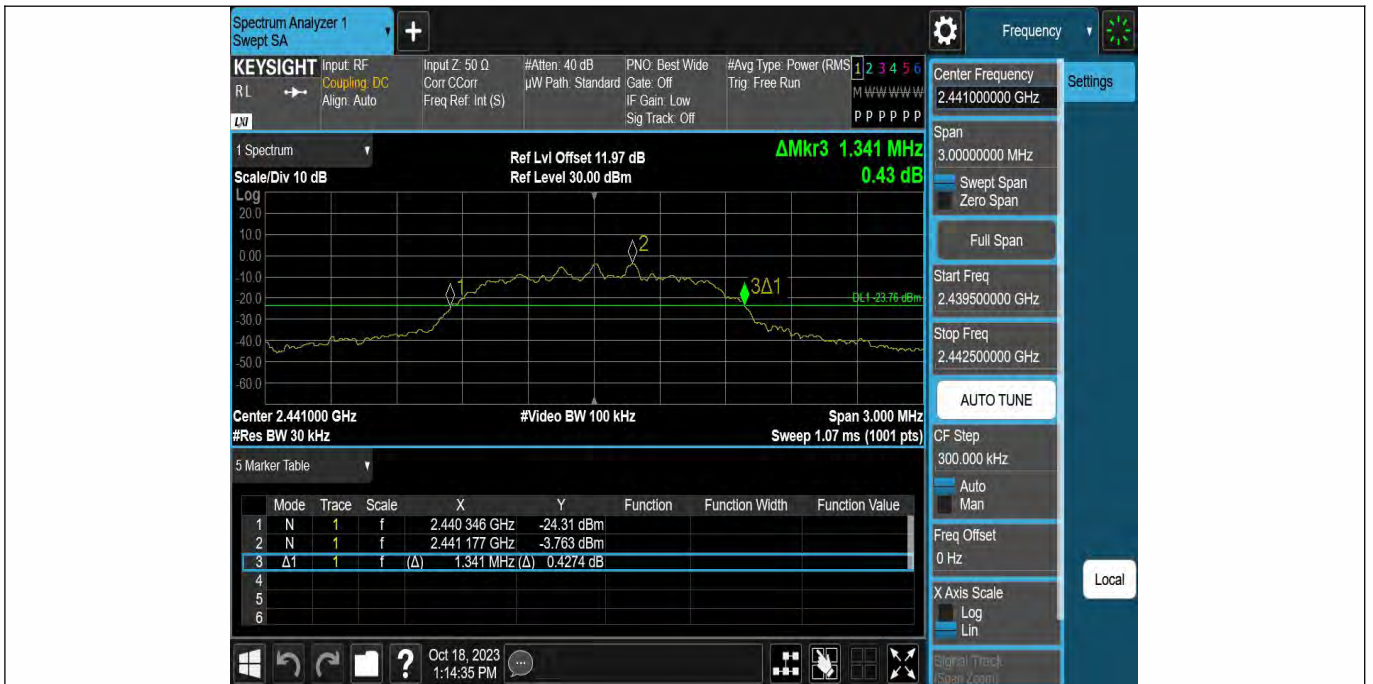 Spectrum Analyzer 1
Swept SA
+
Frequency
KEYSIGHT
RL
LXI
Input: RF
Coupling: DC
Align: Auto
Input Z: 50 Ω
Corr CCorr
Freq Ref: Int (S)
#Atten: 40 dB
µW Path: Standard
PNO: Best Wide
Gate: Off
IF Gain: Low
Sig Track: Off
#Avg Type: Power (RMS
Trig: Free Run
1 2 3 4 5 6
M W W W W W
P P P P P P
1 Spectrum
Scale/Div 10 dB
Ref Lvl Offset 11.97 dB
Ref Level 30.00 dBm
ΔMkr3 1.341 MHz
0.43 dB
Log
20.0
10.0
0.00
-10.0
-20.0
-30.0
-40.0
-50.0
-60.0
1
2
3Δ1
DL1 -23.76 dBm
Center 2.441000 GHz
#Video BW 100 kHz
Span 3.000 MHz
#Res BW 30 kHz
Sweep 1.07 ms (1001 pts)
5 Marker Table
Mode Trace Scale X Y Function Function Width Function Value
1 N 1 f 2.440 346 GHz -24.31 dBm
2 N 1 f 2.441 177 GHz -3.763 dBm
3 Δ1 1 f (Δ) 1.341 MHz (Δ) 0.4274 dB
4
5
6
Center Frequency
2.441000000 GHz
Settings
Span
3.00000000 MHz
Swept Span
Zero Span
Full Span
Start Freq
2.439500000 GHz
Stop Freq
2.442500000 GHz
AUTO TUNE
CF Step
300.000 kHz
Auto
Man
Freq Offset
0 Hz
X Axis Scale
Log
Lin
Signal Track
(Span Zoom)
Local
?
Oct 18, 2023
1:14:35 PM